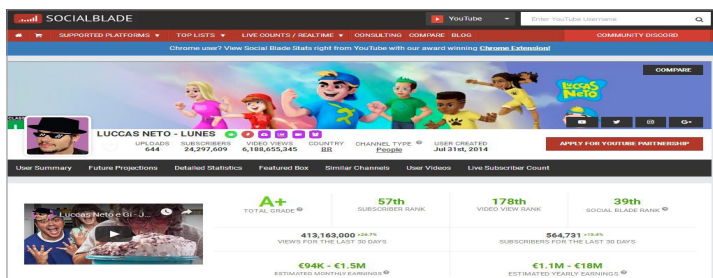 SOCIALBLADE
YouTube
Enter YouTube Username
SUPPORTED PLATFORMS TOP LISTS LIVE COUNTS / REALTIME CONSULTING COMPARE BLOG COMMUNITY DISCORD
Chrome user? View Social Blade Stats right from YouTube with our award winning Chrome Extension!
COMPARE
LUCCAS NETO
LUCCAS NETO - LUNES
UPLOADS SUBSCRIBERS VIDEO VIEWS COUNTRY CHANNEL TYPE USER CREATED
644 24,297,609 6,188,655,345 BR People Jul 31st, 2014
G+
APPLY FOR YOUTUBE PARTNERSHIP
User Summary Future Projections Detailed Statistics Featured Box Similar Channels User Videos Live Subscriber Count
Luccas Neto e Gi - J...
A+ 57th 178th 39th
TOTAL GRADE SUBSCRIBER RANK VIDEO VIEW RANK SOCIAL BLADE RANK
413,163,000 564,731
VIEWS FOR THE LAST 30 DAYS SUBSCRIBERS FOR THE LAST 30 DAYS
€94K - €1.5M €1.1M - €18M
ESTIMATED MONTHLY EARNINGS ESTIMATED YEARLY EARNINGS